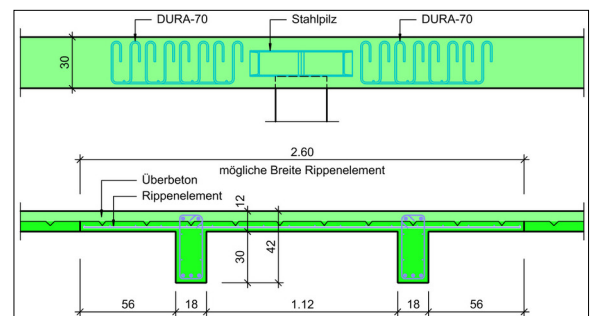 DURA-70
Stahlpilz
DURA-70
30
2.60
mögliche Breite Rippenelement
Überbeton
Rippenelement
12
30
42
56
18
1.12
18
56